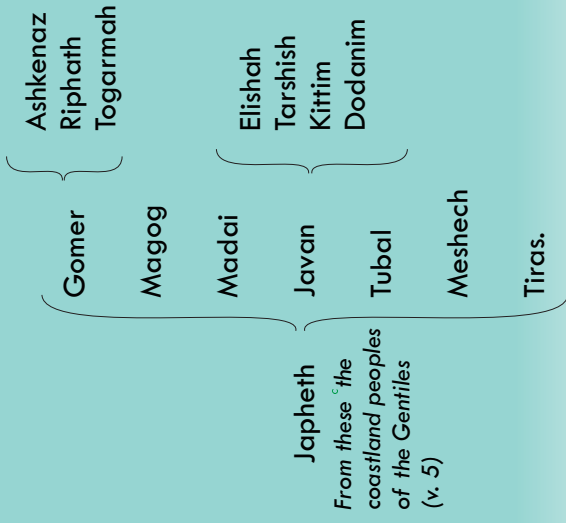 Japheth
From these ᶜthe
coastland peoples
of the Gentiles
(v. 5)
Gomer
Magog
Madai
Javan
Tubal
Meshech
Tiras.
Ashkenaz
Riphath
Togarmah
Elishah
Tarshish
Kittim
Dodanim